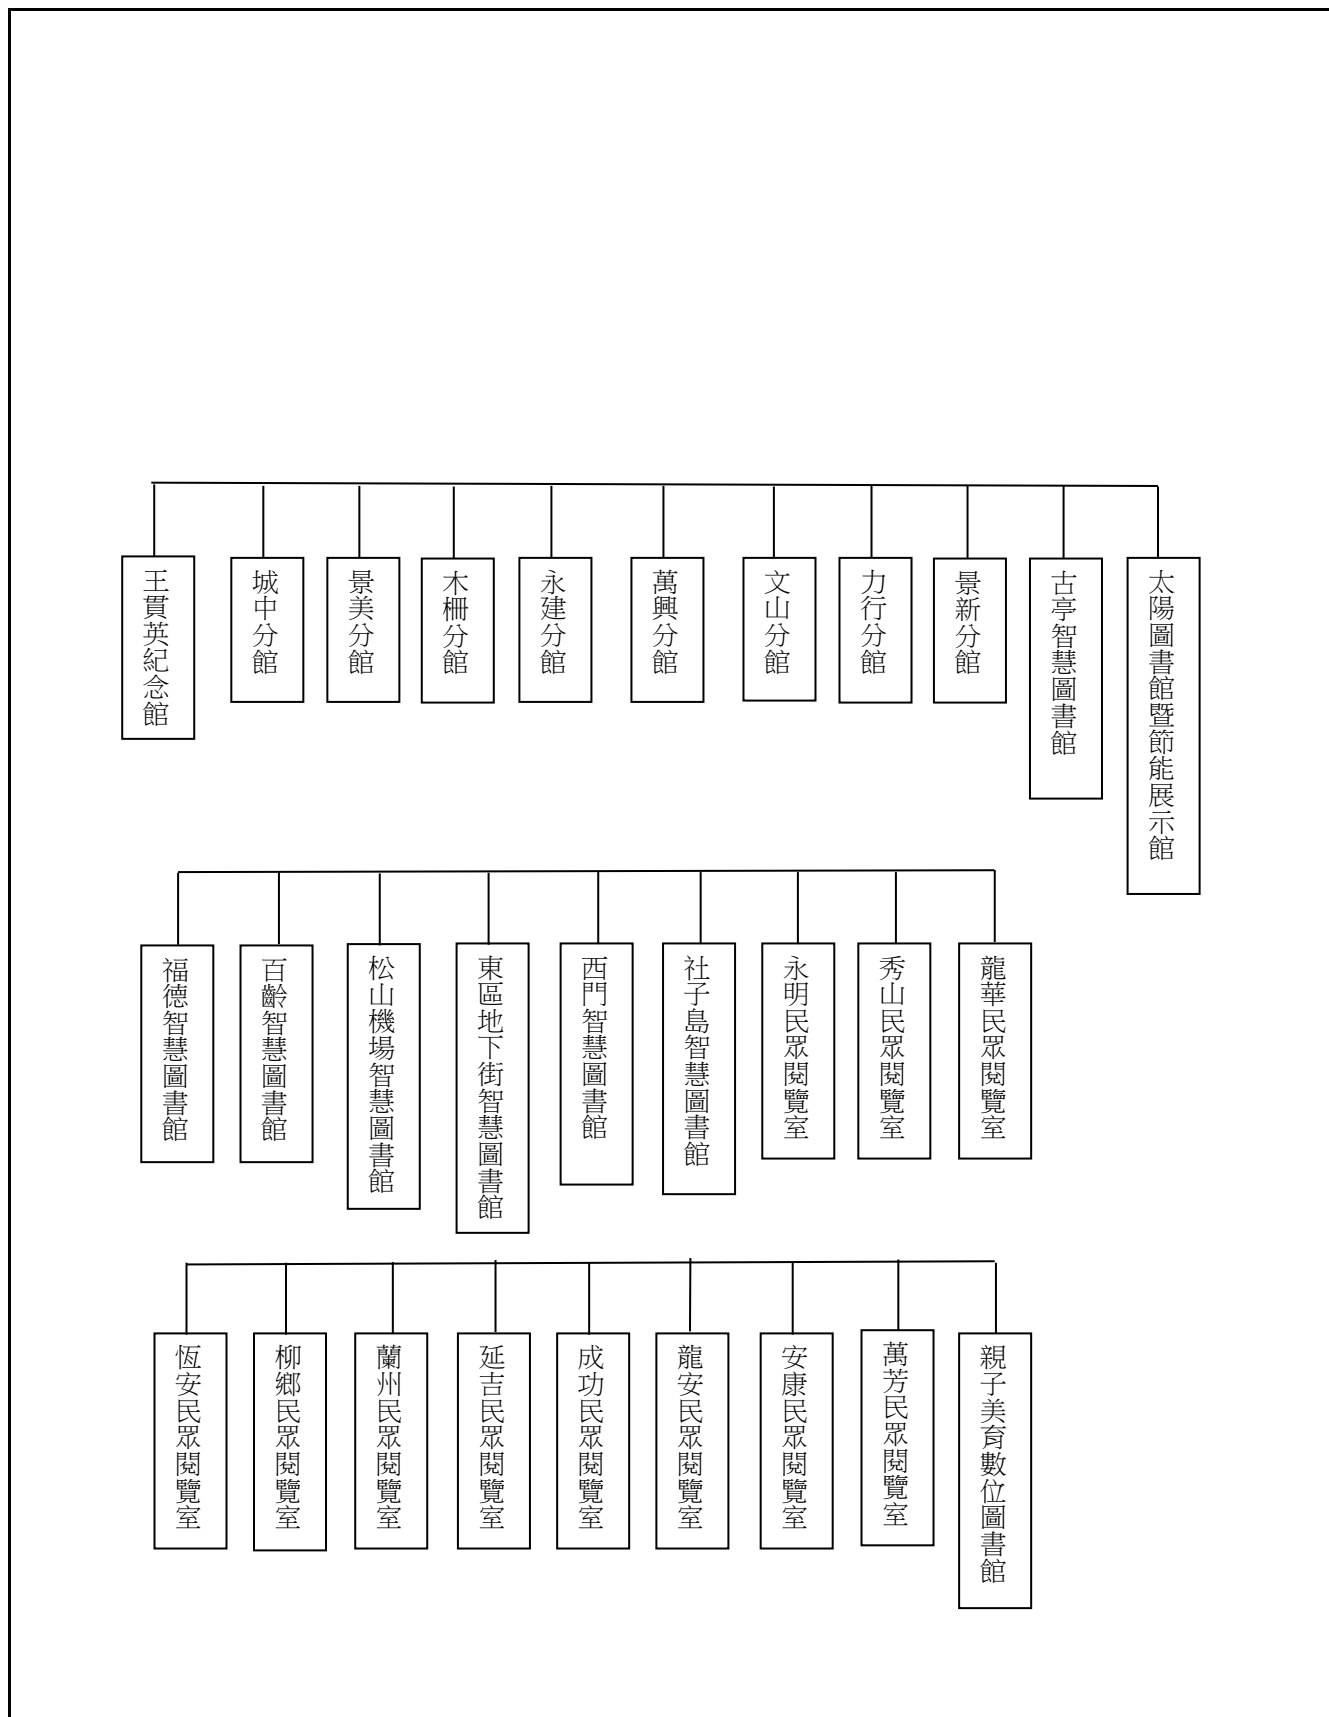 王貫英紀念館
城中分館
景美分館
木柵分館
永建分館
萬興分館
文山分館
力行分館
景新分館
古亭智慧圖書館
太陽圖書館暨節能展示館
福德智慧圖書館
百齡智慧圖書館
松山機場智慧圖書館
東區地下街智慧圖書館
西門智慧圖書館
社子島智慧圖書館
永明民眾閱覽室
秀山民眾閱覽室
龍華民眾閱覽室
恆安民眾閱覽室
柳鄉民眾閱覽室
蘭州民眾閱覽室
延吉民眾閱覽室
成功民眾閱覽室
龍安民眾閱覽室
安康民眾閱覽室
萬芳民眾閱覽室
親子美育數位圖書館